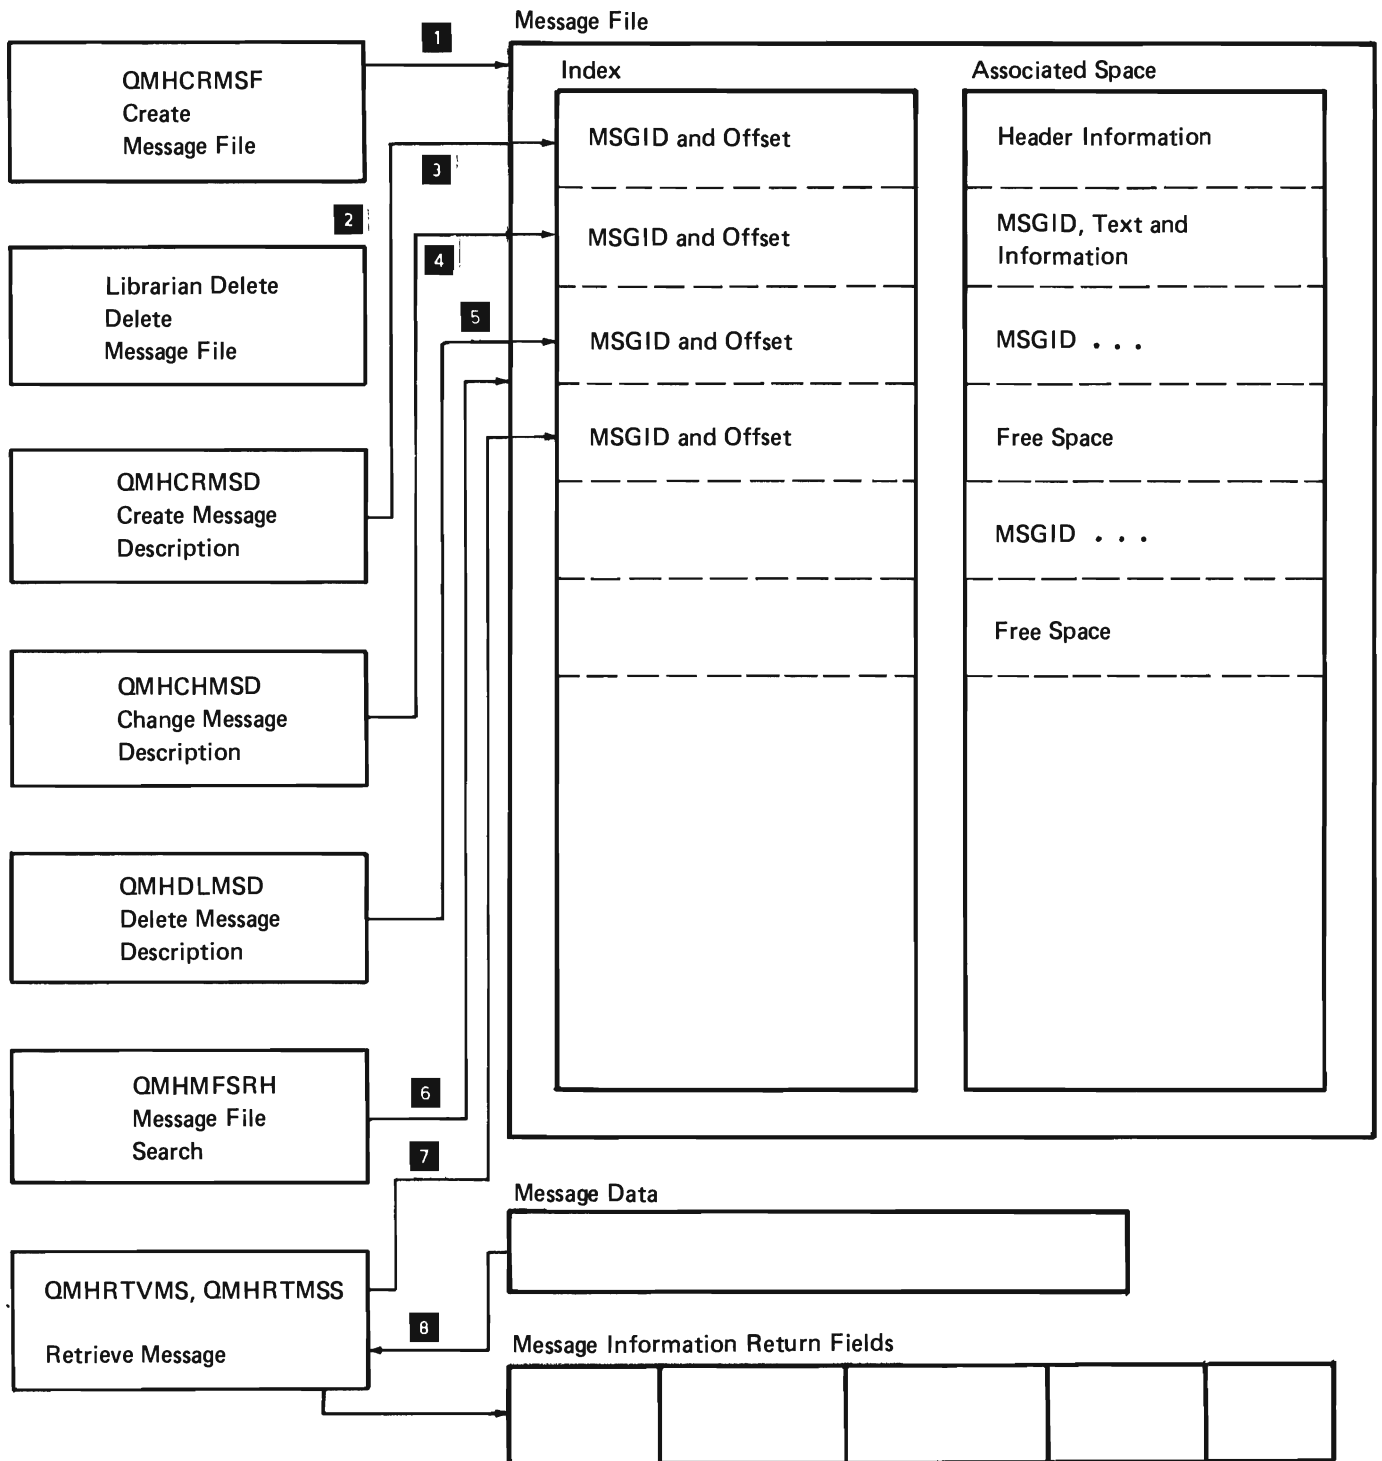 Message File
1
QMHCRMSF
Create
Message File
Index
Associated Space
MSGID and Offset
Header Information
3
2
MSGID and Offset
MSGID, Text and
Information
4
Librarian Delete
Delete
Message File
5
MSGID and Offset
MSGID . . .
MSGID and Offset
Free Space
QMHCRMSD
Create Message
Description
MSGID . . .
Free Space
QMHCHMSD
Change Message
Description
QMHDLMSD
Delete Message
Description
QMHMFSRH
Message File
Search
6
7
Message Data
QMHRTVMS, QMHRTMSS
Retrieve Message
8
Message Information Return Fields